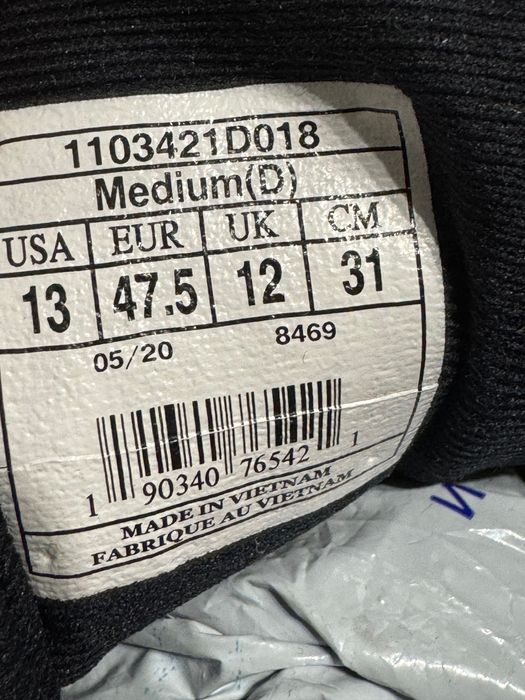 1103421D018
Medium(D)
USA EUR UK CM
13 47.5 12 31
05/20 8469
1 90340 76542 1
MADE IN VIETNAM
FABRIQUE AU VIETNAM